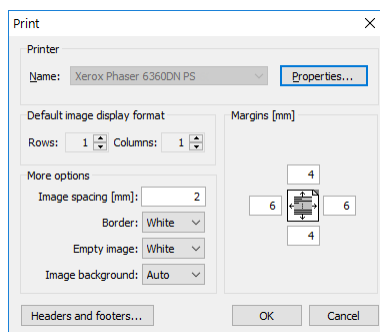 Print
Printer
Name: Xerox Phaser 6360DN PS Properties...
Default image display format
Rows: 1 Columns: 1
Margins [mm]
4
6 6
4
More options
Image spacing [mm]: 2
Border: White
Empty image: White
Image background: Auto
Headers and footers... OK Cancel